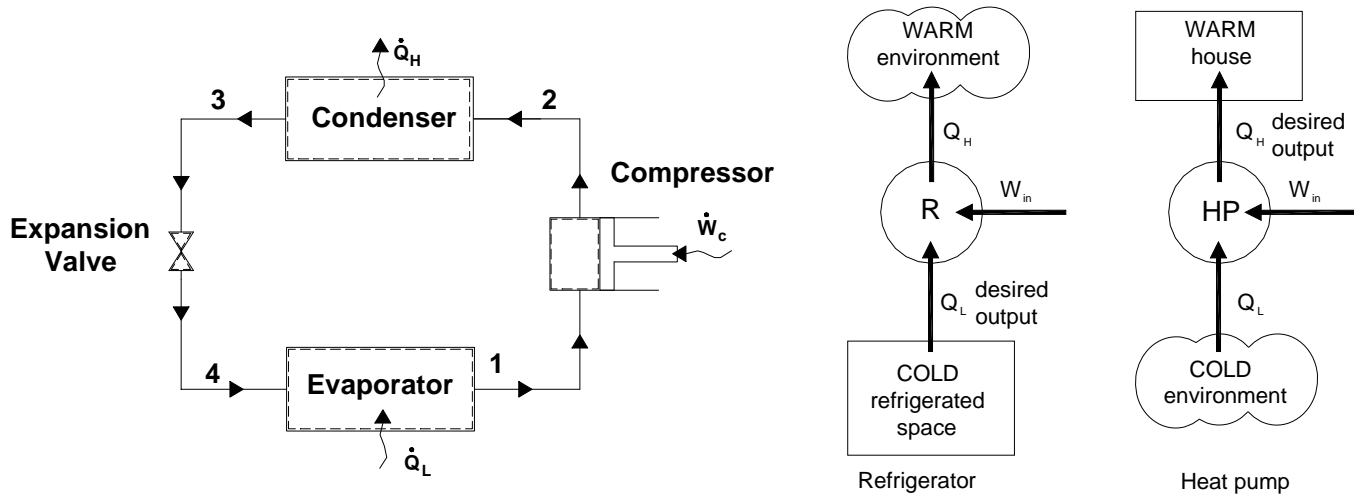 Q̇H
3
2
Condenser
Compressor
Expansion
Valve
Ẇc
4
1
Evaporator
Q̇L
WARM
environment
QH
R
Win
QL
desired
output
COLD
refrigerated
space
Refrigerator
WARM
house
QH
desired
output
HP
Win
QL
COLD
environment
Heat pump